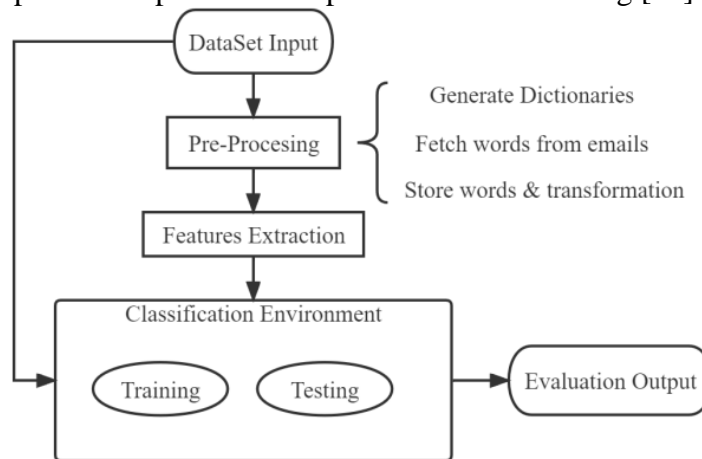 DataSet Input
Generate Dictionaries
Pre-Procesing
Fetch words from emails
Store words & transformation
Features Extraction
Classification Environment
Training
Testing
Evaluation Output